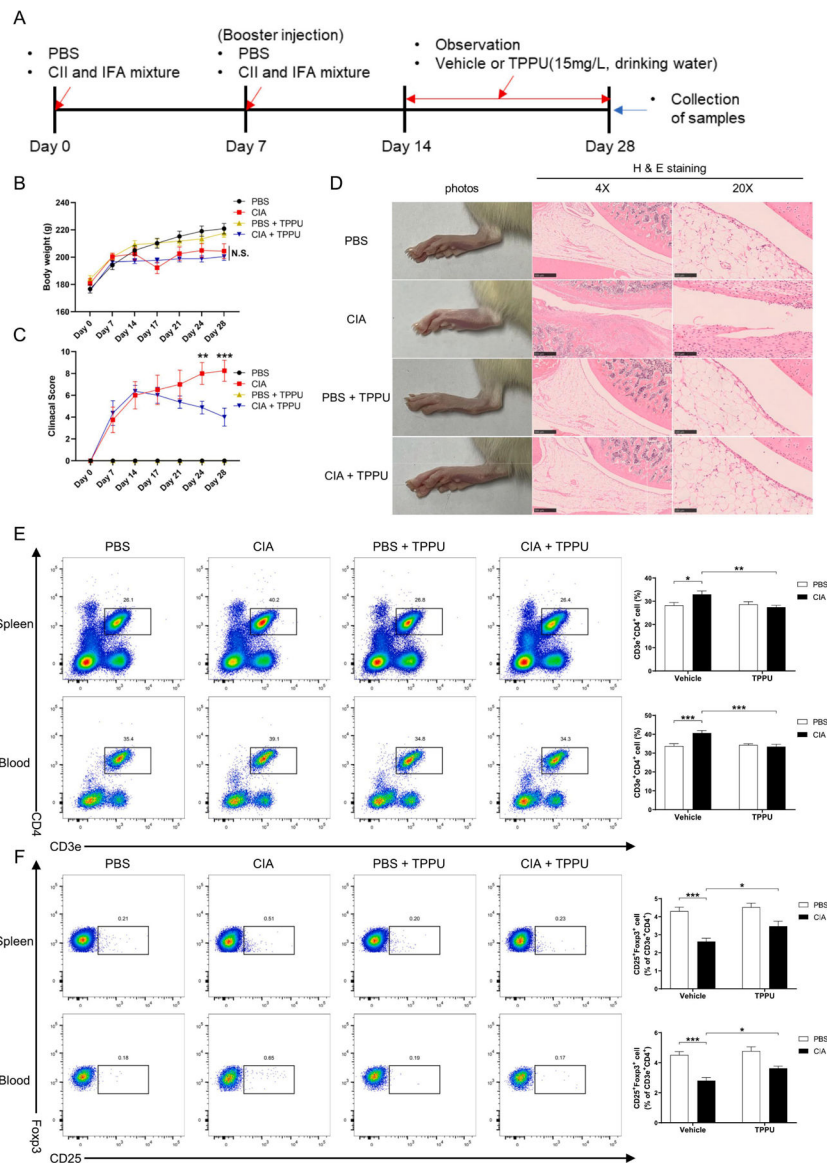 A
• PBS
• CII and IFA mixture
(Booster injection)
• PBS
• CII and IFA mixture
• Observation
• Vehicle or TPPU(15mg/L, drinking water)
• Collection
of samples
Day 0
Day 7
Day 14
Day 28
B
Body weight (g)
240
220
200
180
160
Day 0
Day 7
Day 14
Day 17
Day 21
Day 24
Day 28
PBS
CIA
PBS + TPPU
CIA + TPPU
N.S.
C
Clinacal Score
10
8
6
4
2
0
Day 0
Day 7
Day 14
Day 17
Day 21
Day 24
Day 28
** ***
PBS
CIA
PBS + TPPU
CIA + TPPU
D
H & E staining
photos 4X 20X
PBS
CIA
PBS + TPPU
CIA + TPPU
E
PBS CIA PBS + TPPU CIA + TPPU
Spleen
26.1 40.2 26.8 26.4
CD3e+CD4+ cell (%)
40
30
20
10
0
* **
Vehicle TPPU
PBS
CIA
Blood
35.4 39.1 34.8 34.3
CD3e+CD4+ cell (%)
50
40
30
20
10
0
*** ***
Vehicle TPPU
PBS
CIA
CD4
CD3e
F
PBS CIA PBS + TPPU CIA + TPPU
Spleen
0.21 0.51 0.20 0.23
CD25+Foxp3+ cell
(% of CD3e+CD4+)
5
4
3
2
1
0
*** *
Vehicle TPPU
PBS
CIA
Blood
0.18 0.65 0.19 0.17
CD25+Foxp3+ cell
(% of CD3e+CD4+)
6
4
2
0
*** *
Vehicle TPPU
PBS
CIA
Foxp3
CD25